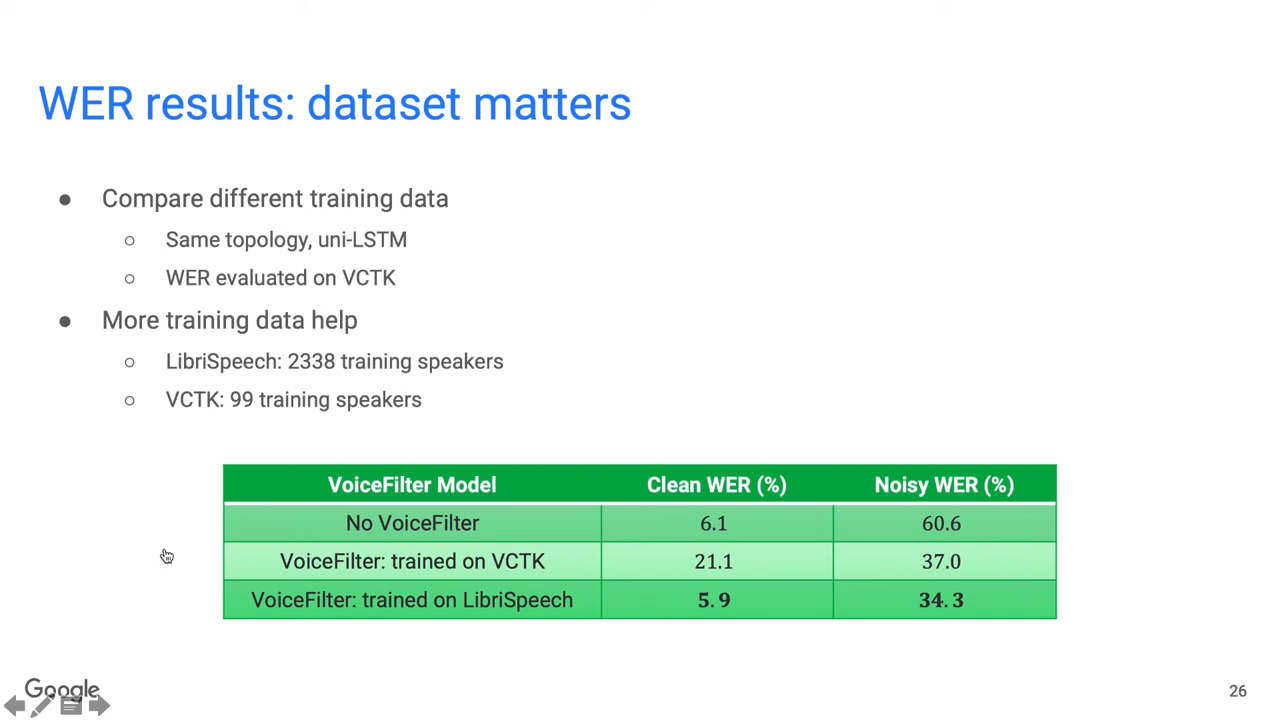 WER results: dataset matters
● Compare different training data
○ Same topology, uni-LSTM
○ WER evaluated on VCTK
● More training data help
○ LibriSpeech: 2338 training speakers
○ VCTK: 99 training speakers
VoiceFilter Model Clean WER (%) Noisy WER (%)
No VoiceFilter 6.1 60.6
VoiceFilter: trained on VCTK 21.1 37.0
VoiceFilter: trained on LibriSpeech 5.9 34.3
Google
26